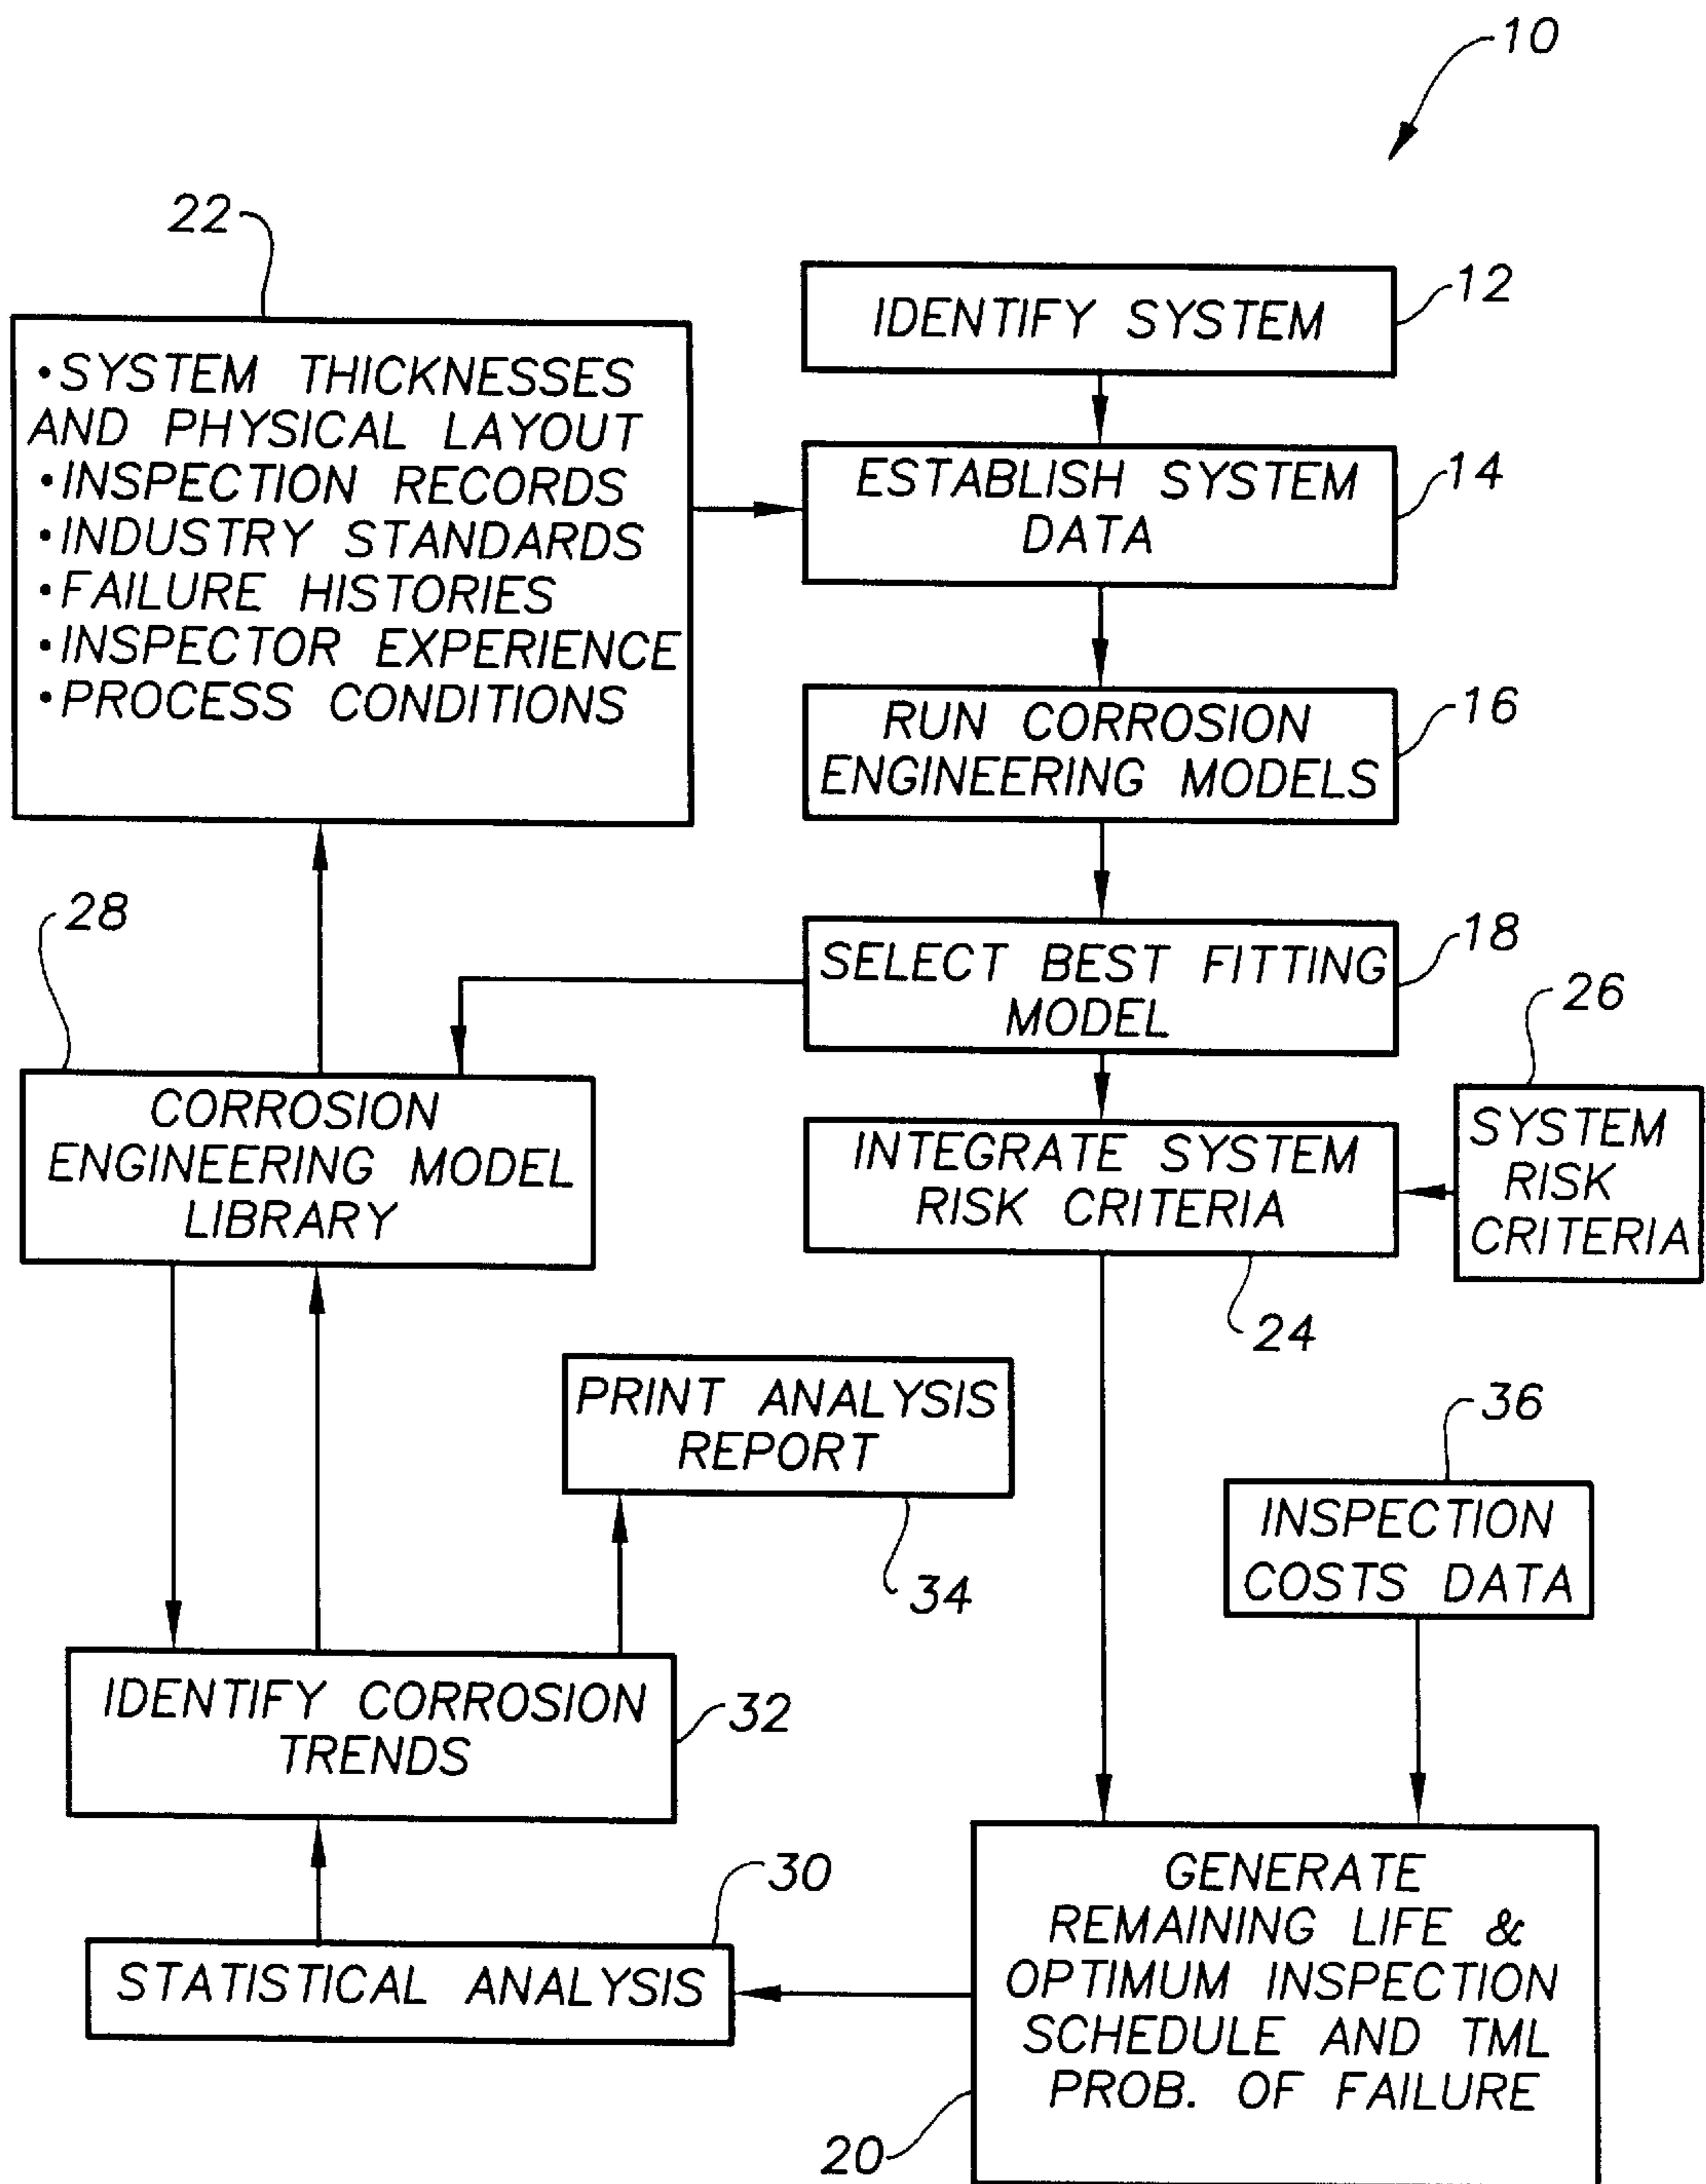 10
22
•SYSTEM THICKNESSES
AND PHYSICAL LAYOUT
•INSPECTION RECORDS
•INDUSTRY STANDARDS
•FAILURE HISTORIES
•INSPECTOR EXPERIENCE
•PROCESS CONDITIONS
IDENTIFY SYSTEM
12
ESTABLISH SYSTEM
DATA
14
RUN CORROSION
ENGINEERING MODELS
16
SELECT BEST FITTING
MODEL
18
28
CORROSION
ENGINEERING MODEL
LIBRARY
INTEGRATE SYSTEM
RISK CRITERIA
24
26
SYSTEM
RISK
CRITERIA
PRINT ANALYSIS
REPORT
34
36
INSPECTION
COSTS DATA
IDENTIFY CORROSION
TRENDS
32
STATISTICAL ANALYSIS
30
GENERATE
REMAINING LIFE &
OPTIMUM INSPECTION
SCHEDULE AND TML
PROB. OF FAILURE
20